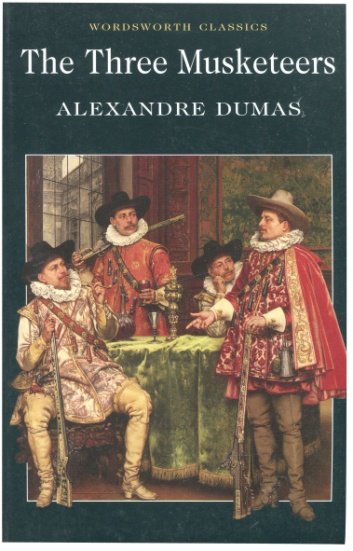 WORDSWORTH CLASSICS
The Three Musketeers
ALEXANDRE DUMAS